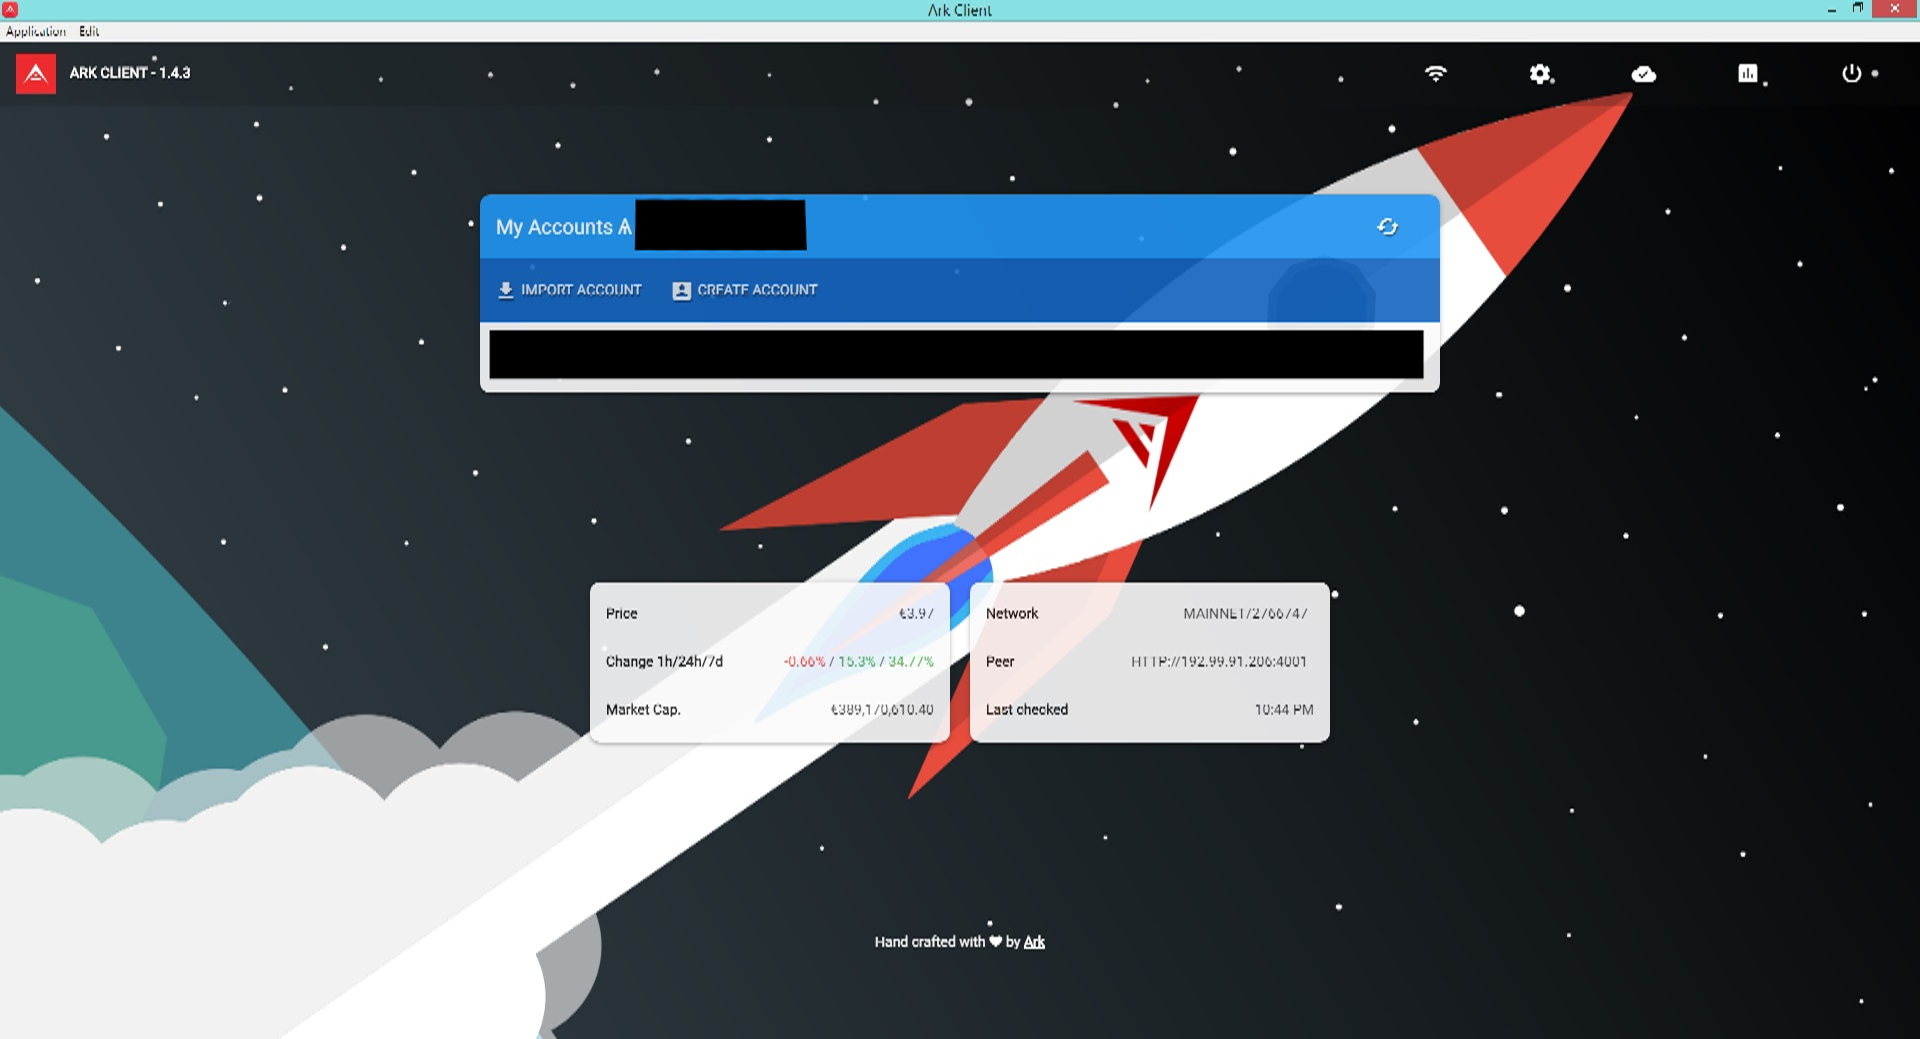 Ark Client
Application Edit
ARK CLIENT - 1.4.3
My Accounts Ѧ
IMPORT ACCOUNT CREATE ACCOUNT
Price €3.97
Change 1h/24h/7d -0.66% / 15.3% / 34.77%
Market Cap. €389,170,610.40
Network MAINNET/2766747
Peer HTTP://192.99.91.206:4001
Last checked 10:44 PM
Hand crafted with ♥ by Ark